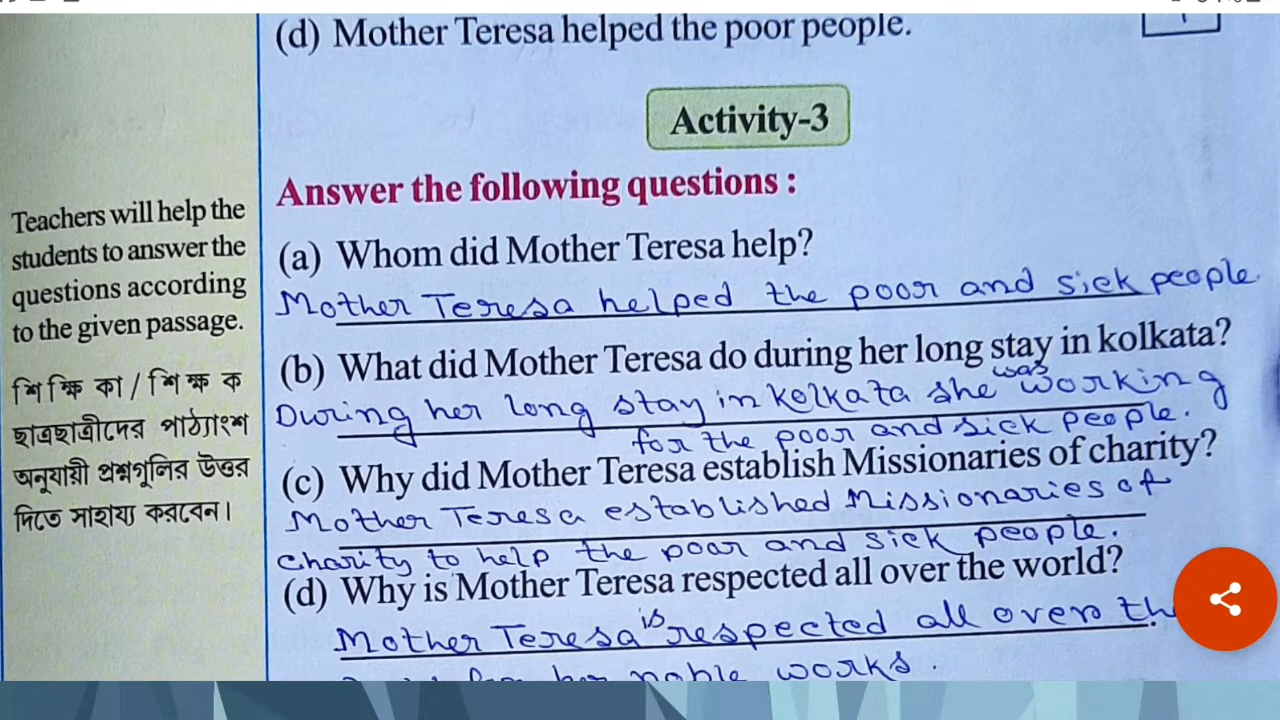 (d) Mother Teresa helped the poor people.
Activity-3
Answer the following questions :
Teachers will help the
students to answer the
questions according
to the given passage.
শিক্ষিকা / শিক্ষক
ছাত্রছাত্রীদের পাঠ্যাংশ
অনুযায়ী প্রশ্নগুলির উত্তর
দিতে সাহায্য করবেন।
(a) Whom did Mother Teresa help?
Mother Teresa helped the poor and sick people
(b) What did Mother Teresa do during her long stay in kolkata?
During her long stay in Kolkata she was working
for the poor and sick people.
(c) Why did Mother Teresa establish Missionaries of charity?
Mother Teresa established Missionaries of
charity to help the poor and sick people.
(d) Why is Mother Teresa respected all over the world?
Mother Teresa is respected all over
her noble works.